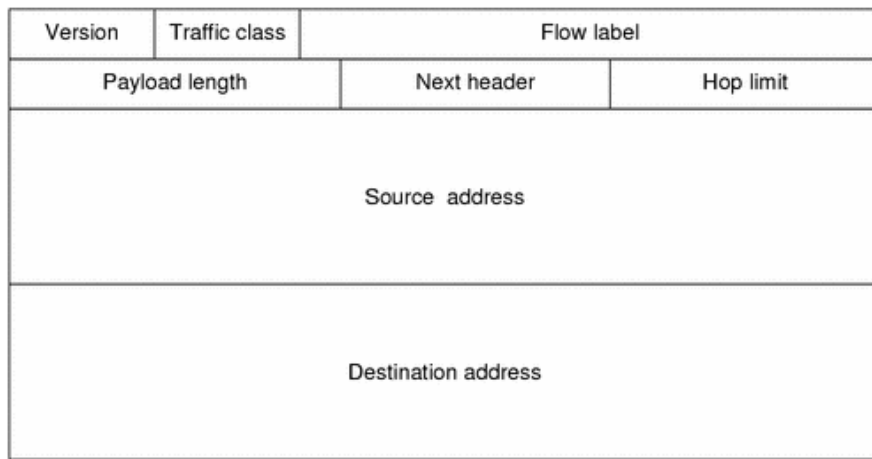 Version Traffic class Flow label
Payload length Next header Hop limit
Source address
Destination address